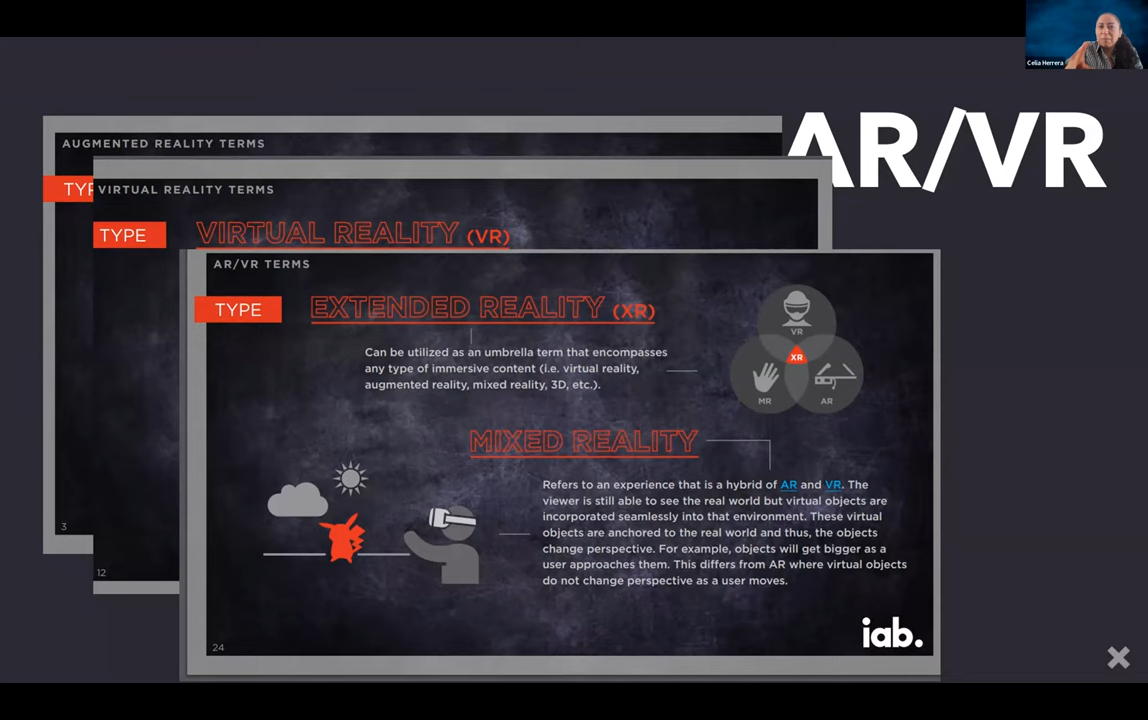 Celia Herrera
AR/VR
AUGMENTED REALITY TERMS
TYP
VIRTUAL REALITY TERMS
TYPE
VIRTUAL REALITY (VR)
AR/VR TERMS
TYPE
EXTENDED REALITY (XR)
Can be utilized as an umbrella term that encompasses
any type of immersive content (i.e. virtual reality,
augmented reality, mixed reality, 3D, etc.).
VR
XR
MR
AR
MIXED REALITY
Refers to an experience that is a hybrid of AR and VR. The
viewer is still able to see the real world but virtual objects are
incorporated seamlessly into that environment. These virtual
objects are anchored to the real world and thus, the objects
change perspective. For example, objects will get bigger as a
user approaches them. This differs from AR where virtual objects
do not change perspective as a user moves.
3
12
24
iab.